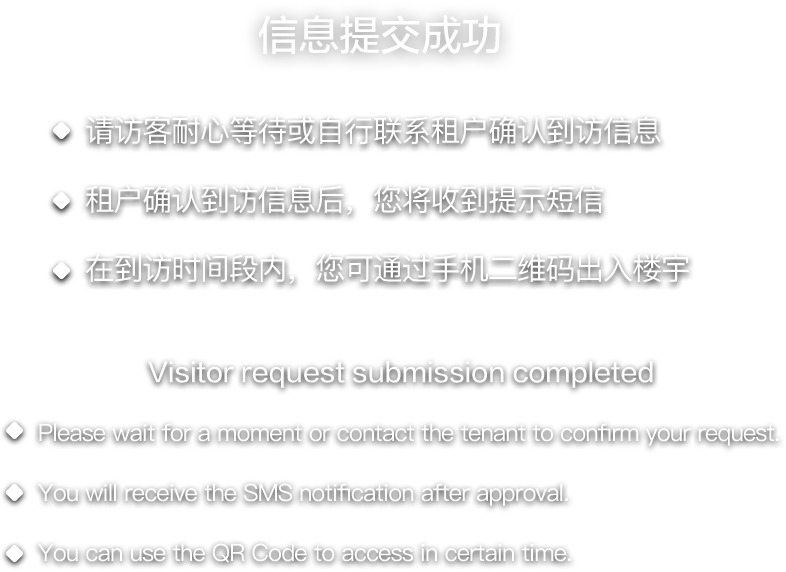 信息提交成功
请访客耐心等待或自行联系租户确认到访信息
租户确认到访信息后，您将收到提示短信
在到访时间段内，您可通过手机二维码出入楼宇
Visitor request submission completed
Please wait for a moment or contact the tenant to confirm your request.
You will receive the SMS notification after approval.
You can use the QR Code to access in certain time.